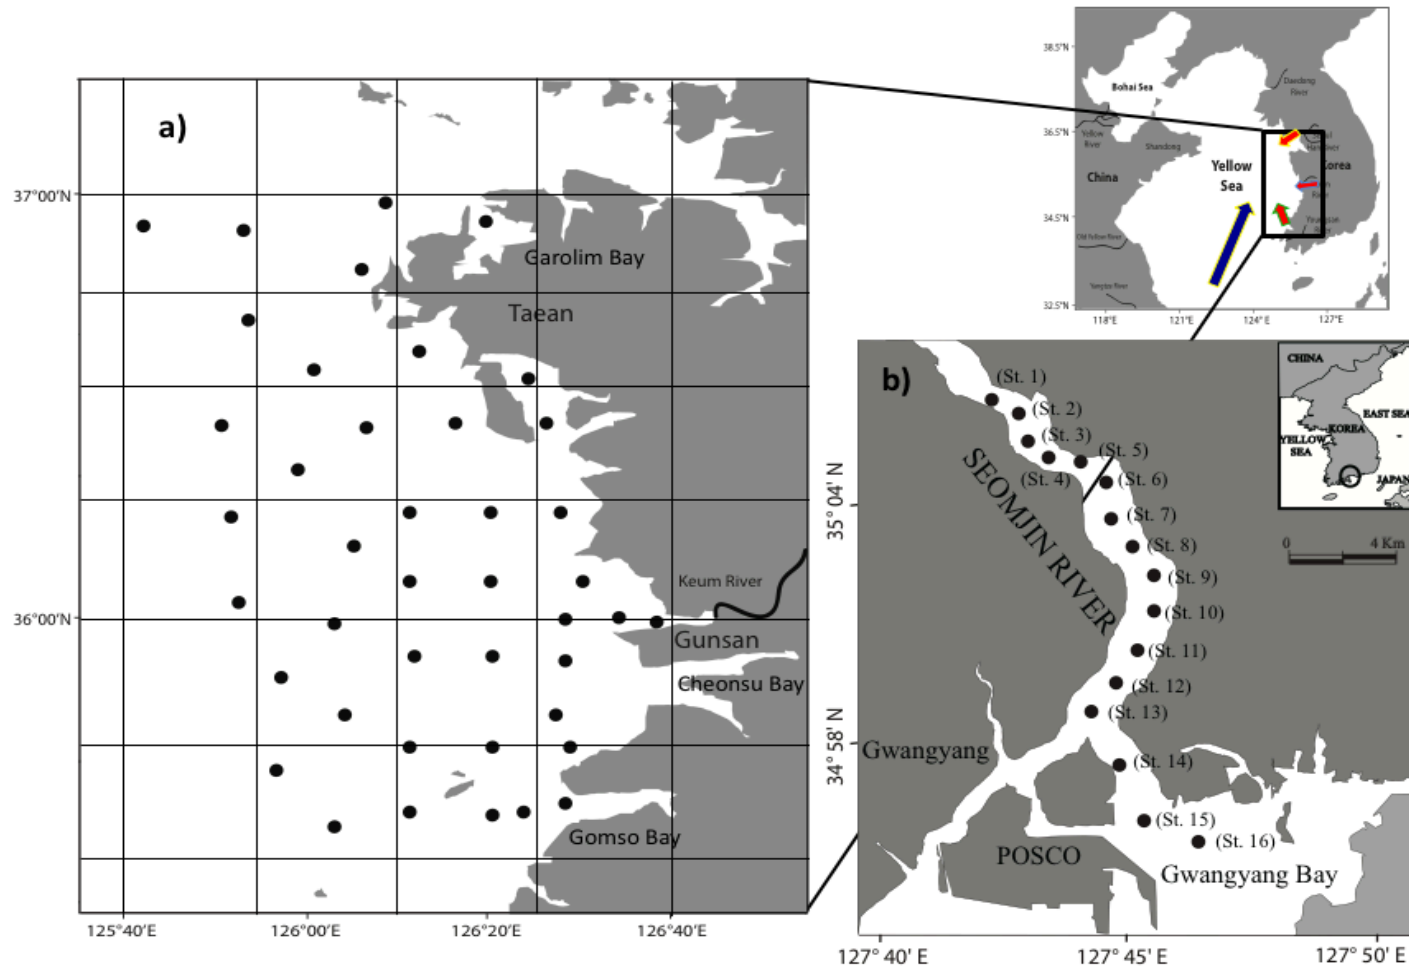 a)
37°00'N
36°00'N
125°40'E
126°00'E
126°20'E
126°40'E
Garolim Bay
Taean
Keum River
Gunsan
Cheonsu Bay
Gomso Bay
38.5°N
36.5°N
34.5°N
32.5°N
118°E
121°E
124°E
127°E
Bohai Sea
Daedong
River
Yellow
River
Shandong
China
Yellow
Sea
River
Old Yellow River
Yangtze River
b)
(St. 1)
(St. 2)
(St. 3)
(St. 4)
(St. 5)
(St. 6)
(St. 7)
(St. 8)
(St. 9)
(St. 10)
(St. 11)
(St. 12)
(St. 13)
(St. 14)
(St. 15)
(St. 16)
SEOMJIN RIVER
Gwangyang
POSCO
Gwangyang Bay
35° 04' N
34° 58' N
127° 40' E
127° 45' E
127° 50' E
CHINA
EAST SEA
KOREA
YELLOW
SEA
JAPAN
0
4 Km